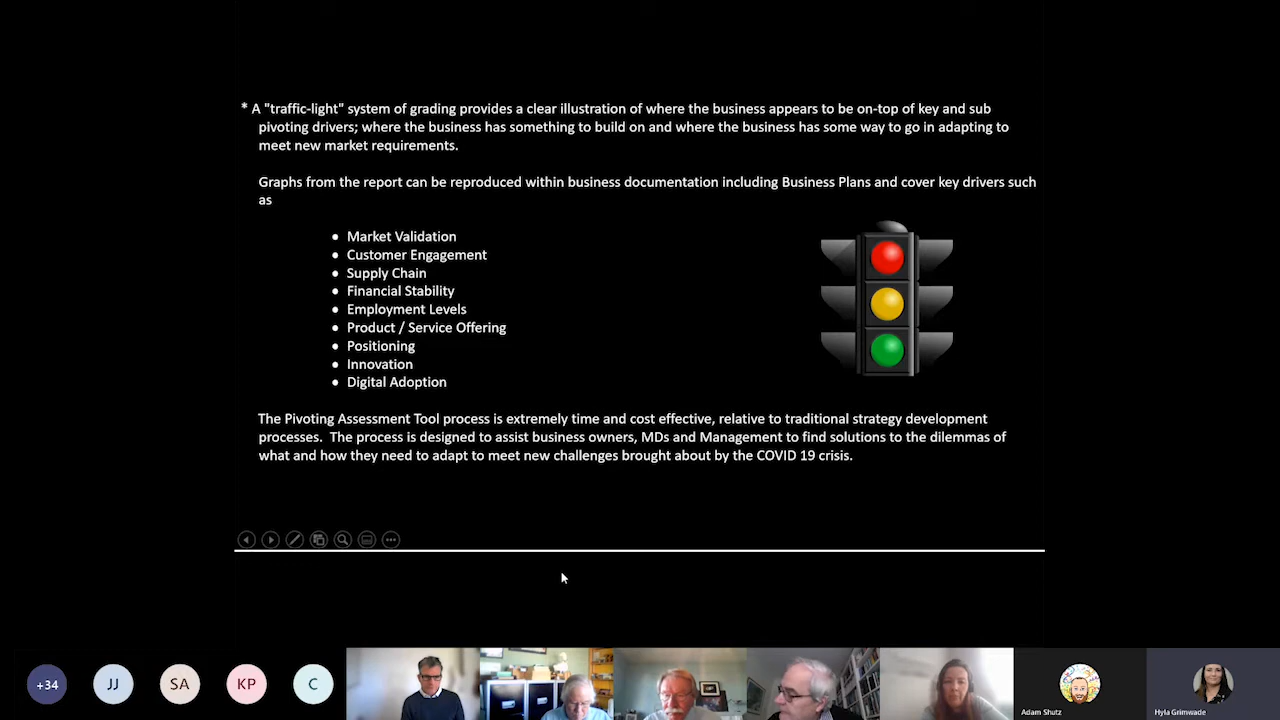 * A "traffic-light" system of grading provides a clear illustration of where the business appears to be on-top of key and sub
pivoting drivers; where the business has something to build on and where the business has some way to go in adapting to
meet new market requirements.
Graphs from the report can be reproduced within business documentation including Business Plans and cover key drivers such
as
• Market Validation
• Customer Engagement
• Supply Chain
• Financial Stability
• Employment Levels
• Product / Service Offering
• Positioning
• Innovation
• Digital Adoption
The Pivoting Assessment Tool process is extremely time and cost effective, relative to traditional strategy development
processes. The process is designed to assist business owners, MDs and Management to find solutions to the dilemmas of
what and how they need to adapt to meet new challenges brought about by the COVID 19 crisis.
+34
JJ
SA
KP
C
Adam Shutz
Hyla Grimwade